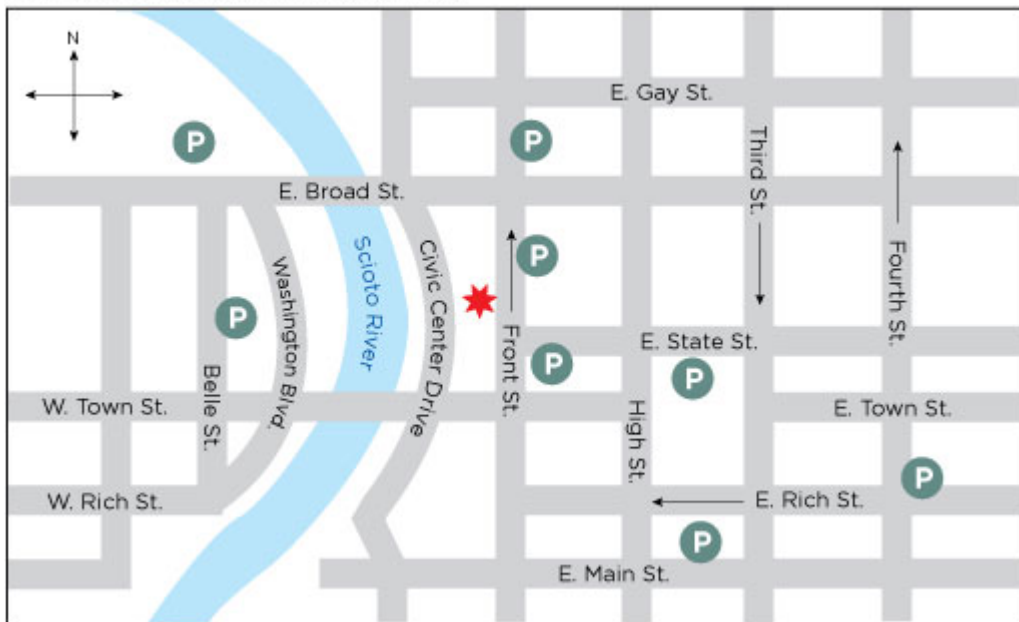 N
E. Gay St.
P
P
Third St.
E. Broad St.
P
Fourth St.
Scioto River
Civic Center Drive
Washington Blvd.
P
Front St.
E. State St.
P
P
Belle St.
W. Town St.
High St.
E. Town St.
P
W. Rich St.
E. Rich St.
P
E. Main St.